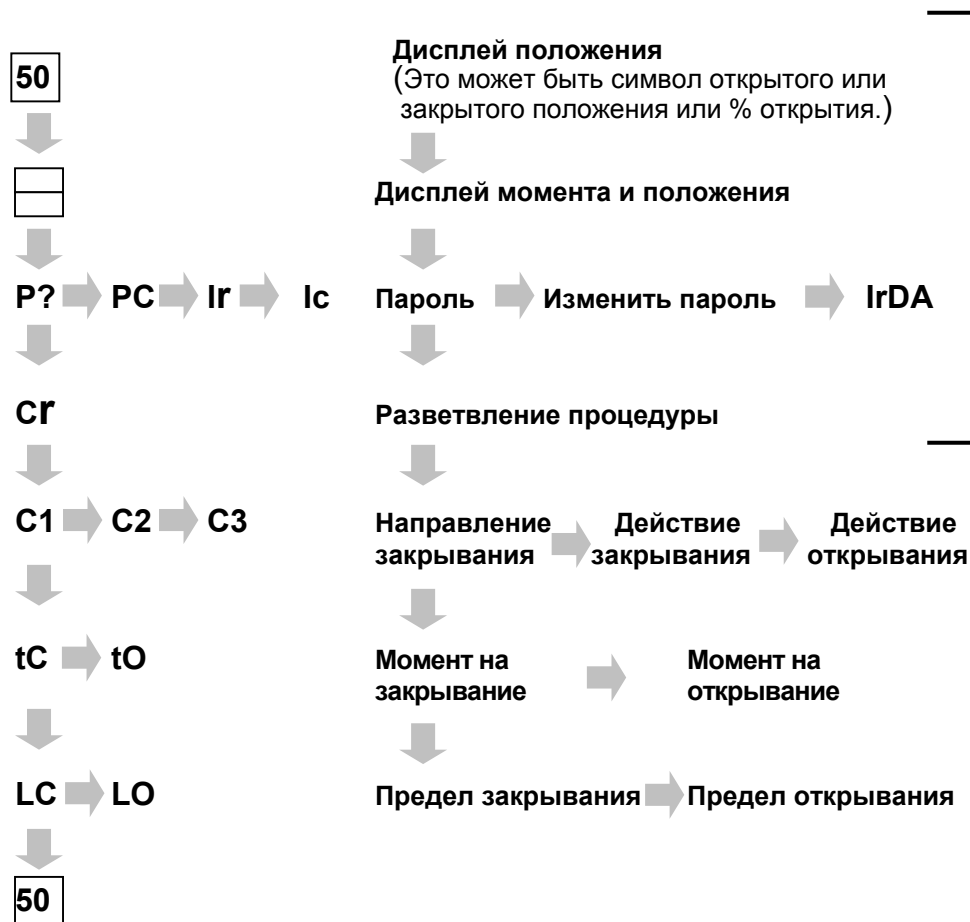 50
Дисплей положения
(Это может быть символ открытого или
закрытого положения или % открытия.)
Дисплей момента и положения
P? PC Ir Ic
Пароль Изменить пароль IrDA
cr
Разветвление процедуры
C1 C2 C3
Направление Действие Действие
закрывания закрывания открывания
tC tO
Момент на Момент на
закрывание открывание
LC LO
Предел закрывания Предел открывания
50